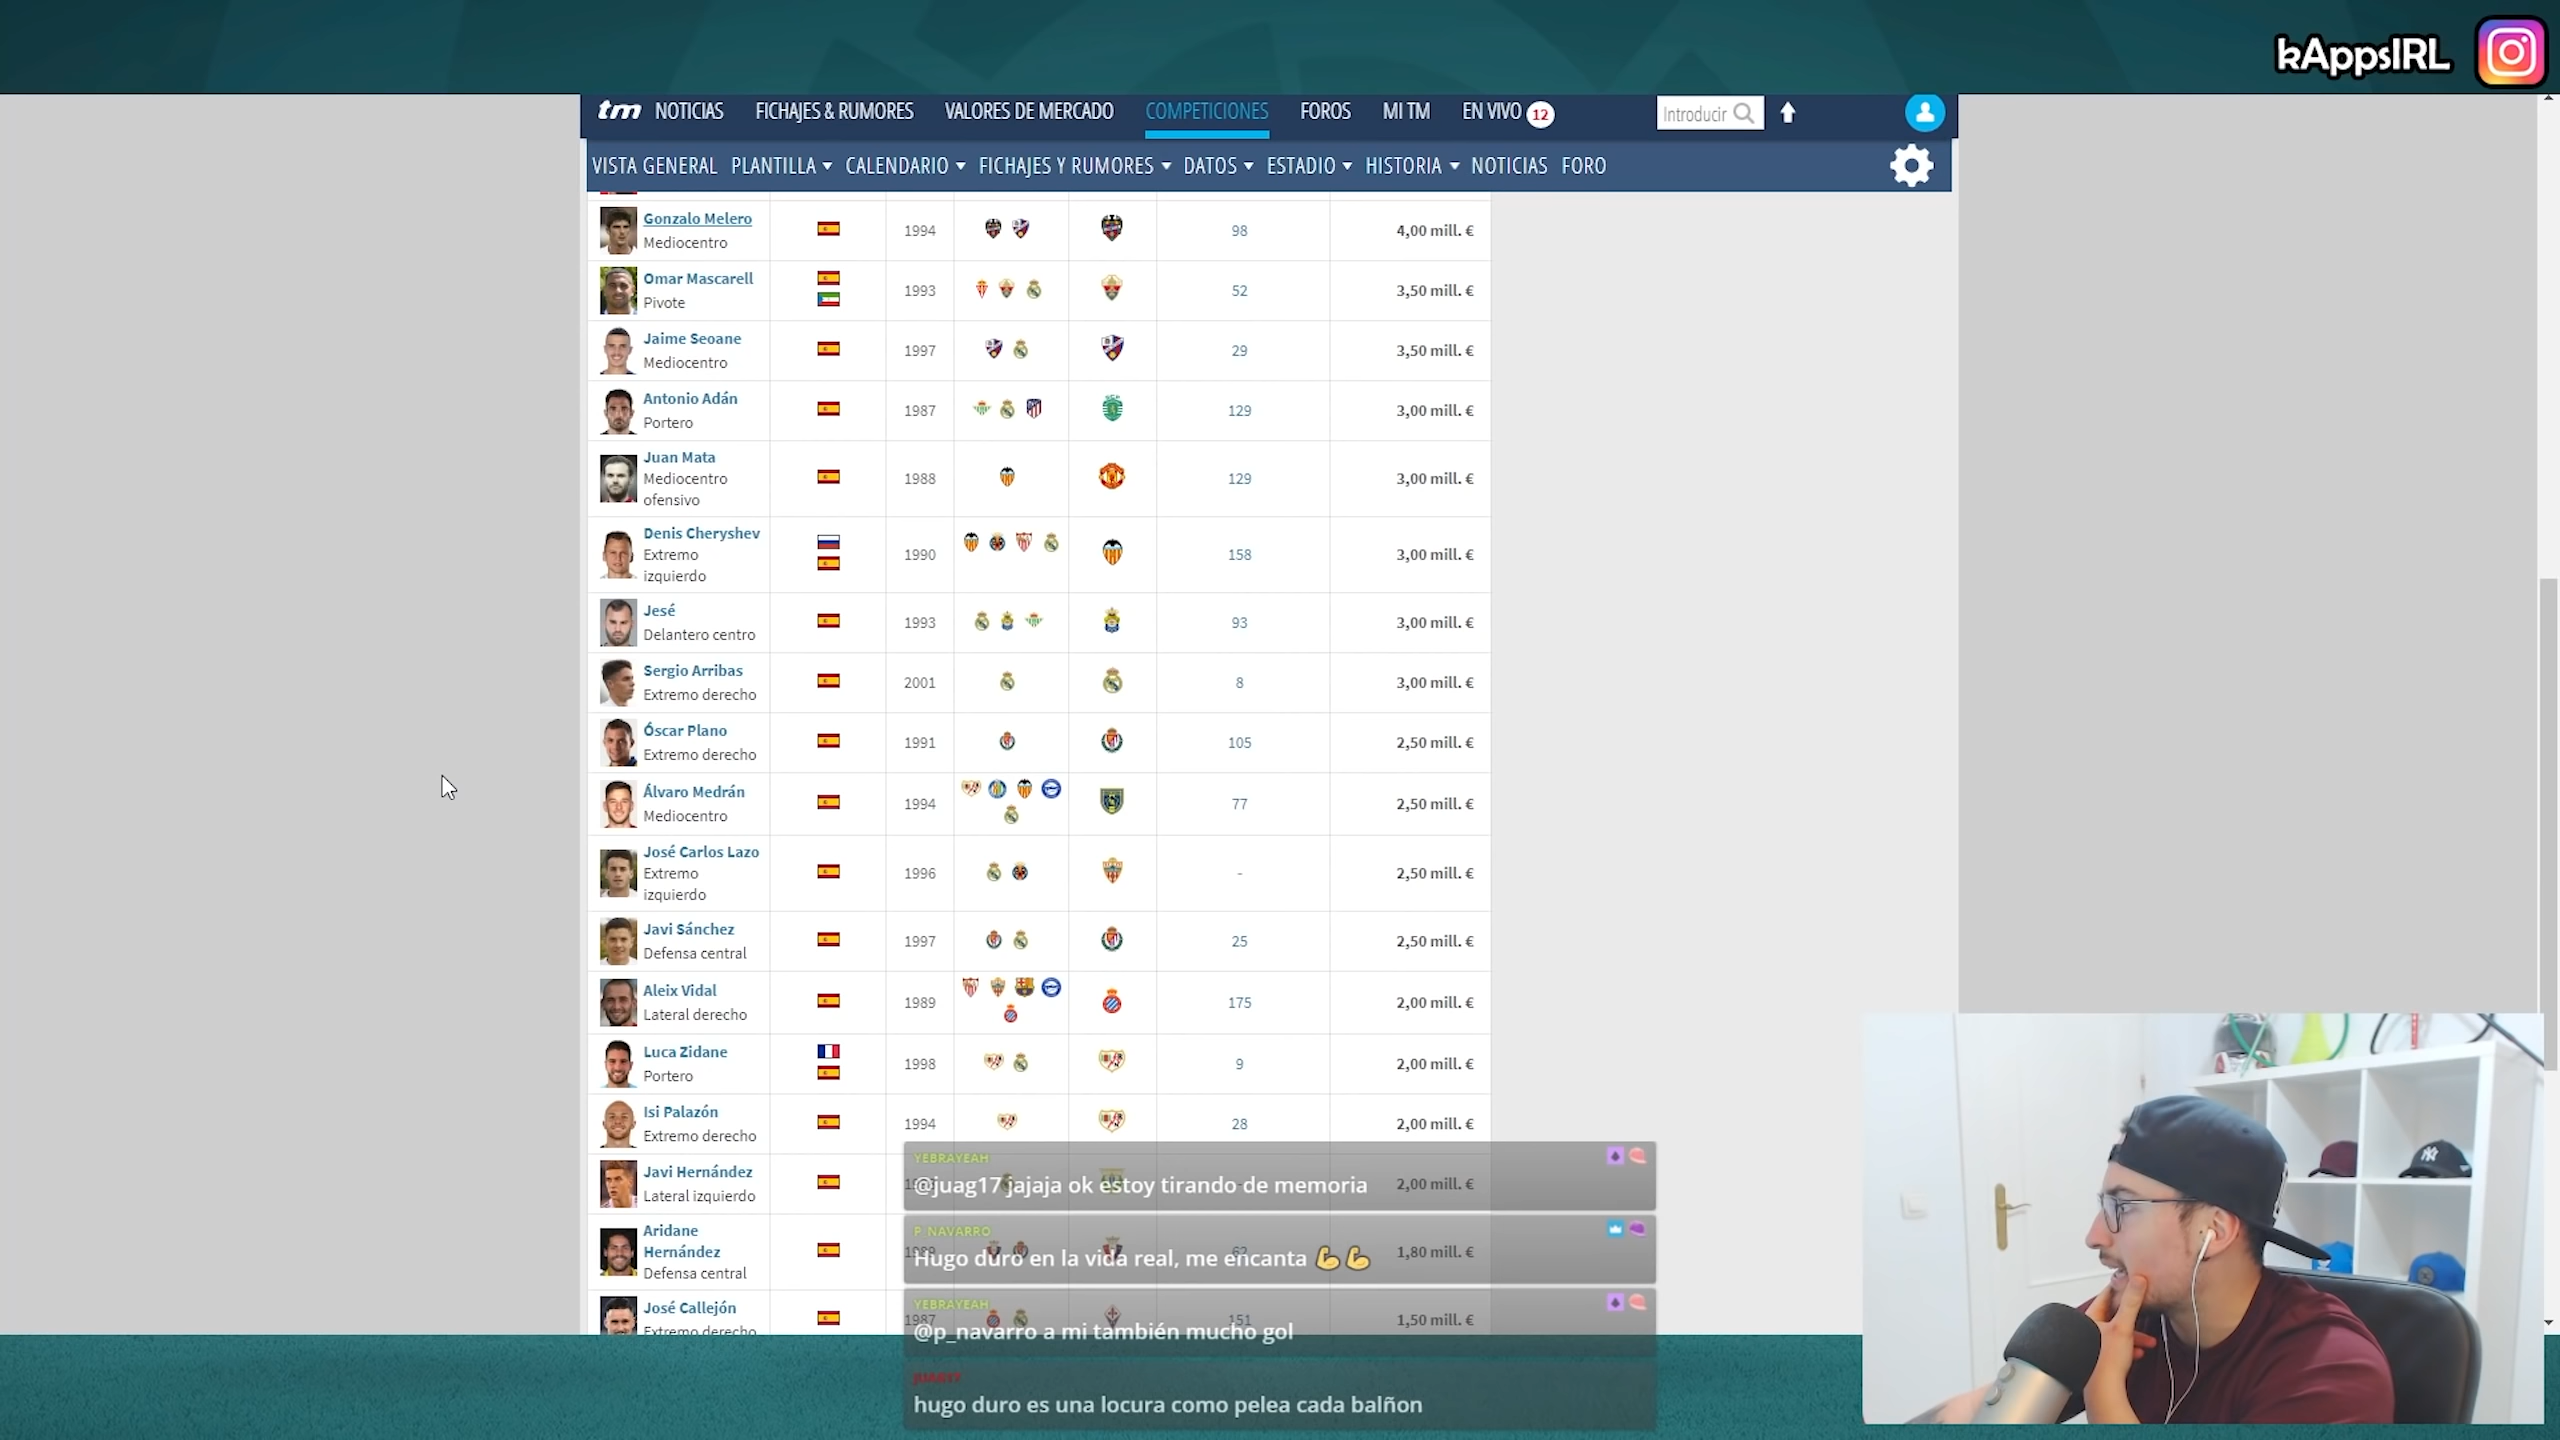 kAppsIRL
tm NOTICIAS FICHAJES & RUMORES VALORES DE MERCADO COMPETICIONES FOROS MI TM EN VIVO 12 Introducir
VISTA GENERAL PLANTILLA CALENDARIO FICHAJES Y RUMORES DATOS ESTADIO HISTORIA NOTICIAS FORO
Gonzalo Melero
Mediocentro
1994 98 4,00 mill. €
Omar Mascarell
Pivote
1993 52 3,50 mill. €
Jaime Seoane
Mediocentro
1997 29 3,50 mill. €
Antonio Adán
Portero
1987 129 3,00 mill. €
Juan Mata
Mediocentro
ofensivo
1988 129 3,00 mill. €
Denis Cheryshev
Extremo
izquierdo
1990 158 3,00 mill. €
Jesé
Delantero centro
1993 93 3,00 mill. €
Sergio Arribas
Extremo derecho
2001 8 3,00 mill. €
Óscar Plano
Extremo derecho
1991 105 2,50 mill. €
Álvaro Medrán
Mediocentro
1994 77 2,50 mill. €
José Carlos Lazo
Extremo
izquierdo
1996 - 2,50 mill. €
Javi Sánchez
Defensa central
1997 25 2,50 mill. €
Aleix Vidal
Lateral derecho
1989 175 2,00 mill. €
Luca Zidane
Portero
1998 9 2,00 mill. €
Isi Palazón
Extremo derecho
1994 28 2,00 mill. €
Javi Hernández
Lateral izquierdo
2,00 mill. €
Aridane
Hernández
Defensa central
1989 62 1,80 mill. €
José Callejón
Extremo derecho
1987 151 1,50 mill. €
YEBRAYEAH
@juag17 jajaja ok estoy tirando de memoria
P_NAVARRO
Hugo duro en la vida real, me encanta 💪💪
YEBRAYEAH
@p_navarro a mi también mucho gol
hugo duro es una locura como pelea cada balñon